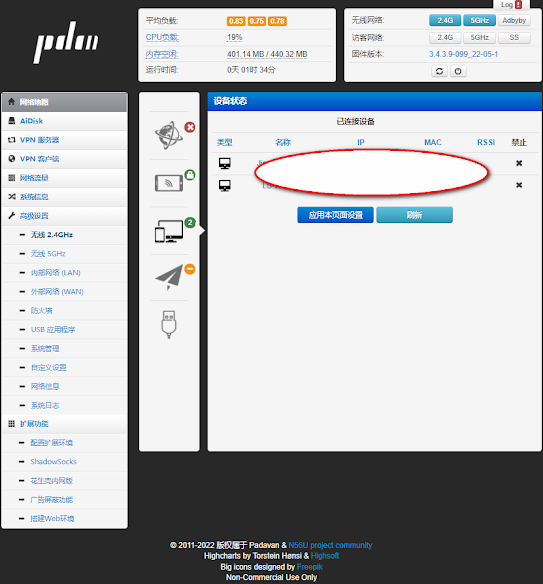 Log
平均负载: 0.83 0.75 0.78
CPU负载: 19%
内存空闲: 401.14 MB / 440.32 MB
运行时间: 0天 01时 34分
无线网络: 2.4G 5GHz Adbyby
访客网络: 2.4G 5GHz SS
固件版本: 3.4.3.9-099_22-05-1
网络地图
AiDisk
VPN 服务器
VPN 客户端
网络流量
系统信息
高级设置
无线 2.4GHz
无线 5GHz
内部网络 (LAN)
外部网络 (WAN)
防火墙
USB 应用程序
系统管理
自定义设置
网络信息
系统日志
扩展功能
配置扩展环境
ShadowSocks
花生壳内网版
广告屏蔽功能
搭建Web环境
2
设备状态
已连接设备
类型 名称 IP MAC RSSI 禁止
应用本页面设置 刷新
© 2011-2022 版权属于 Padavan & N56U project community
Highcharts by Torstein Hønsi & Highsoft
Big icons designed by Freepik
Non-Commercial Use Only